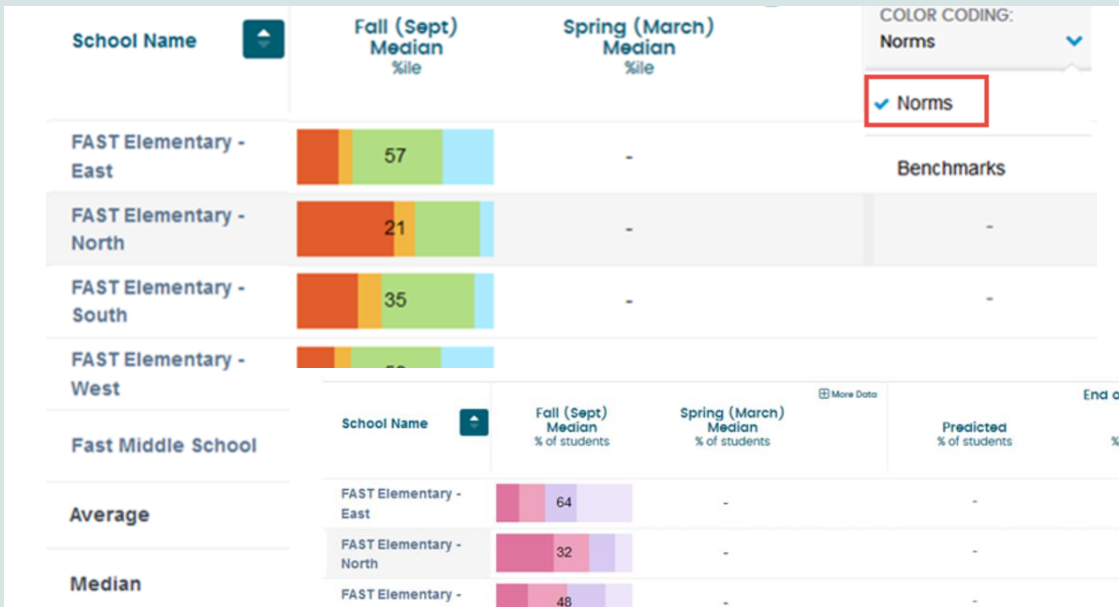 School Name
Fall (Sept)
Median
%ile
Spring (March)
Median
%ile
COLOR CODING:
Norms
Norms
Benchmarks
FAST Elementary -
East
57
-
FAST Elementary -
North
21
-
-
FAST Elementary -
South
35
-
-
FAST Elementary -
West
Fast Middle School
Average
Median
School Name
Fall (Sept)
Median
% of students
Spring (March)
Median
% of students
More Data
Predicted
% of students
End o
%
FAST Elementary -
East
64
-
-
FAST Elementary -
North
32
-
-
FAST Elementary -
48
-
-